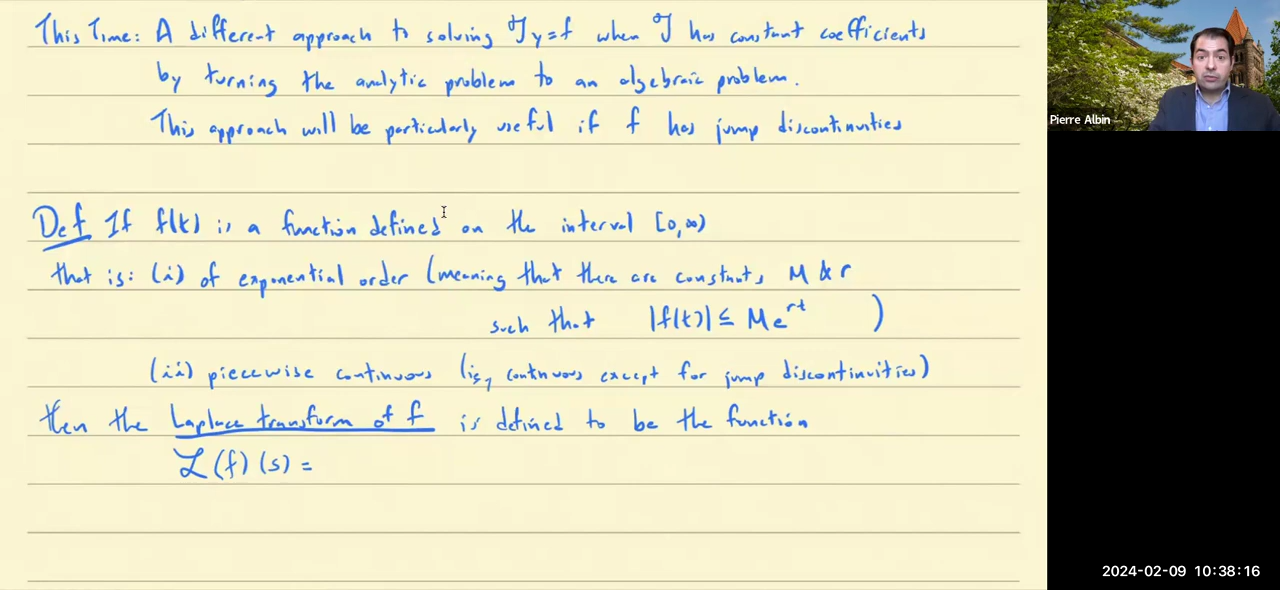 This Time: A different approach to solving 𝒥y=f when 𝒥 has constant coefficients
by turning the analytic problem to an algebraic problem.
This approach will be particularly useful if f has jump discontinuities
Def If f(t) is a function defined on the interval [0,∞)
that is: (i) of exponential order (meaning that there are constants M & r
such that |f(t)| ≤ Me^{rt} )
(ii) piecewise continuous (ie, continuous except for jump discontinuities)
then the Laplace transform of f is defined to be the function
ℒ(f)(s) =
Pierre Albin
2024-02-09 10:38:16